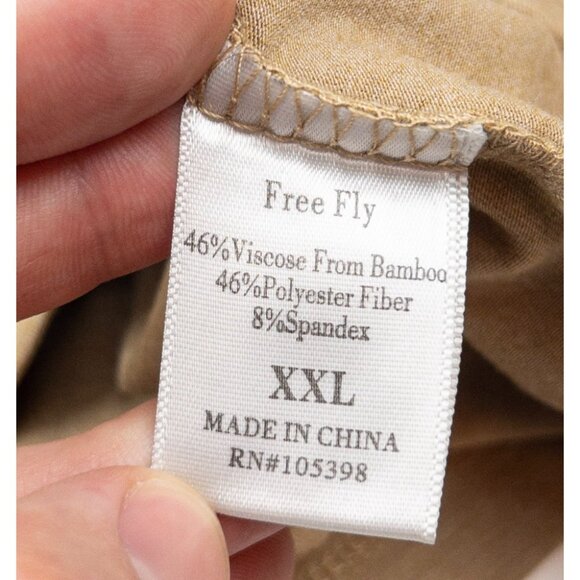 Free Fly
46%Viscose From Bamboo
46%Polyester Fiber
8%Spandex
XXL
MADE IN CHINA
RN#105398